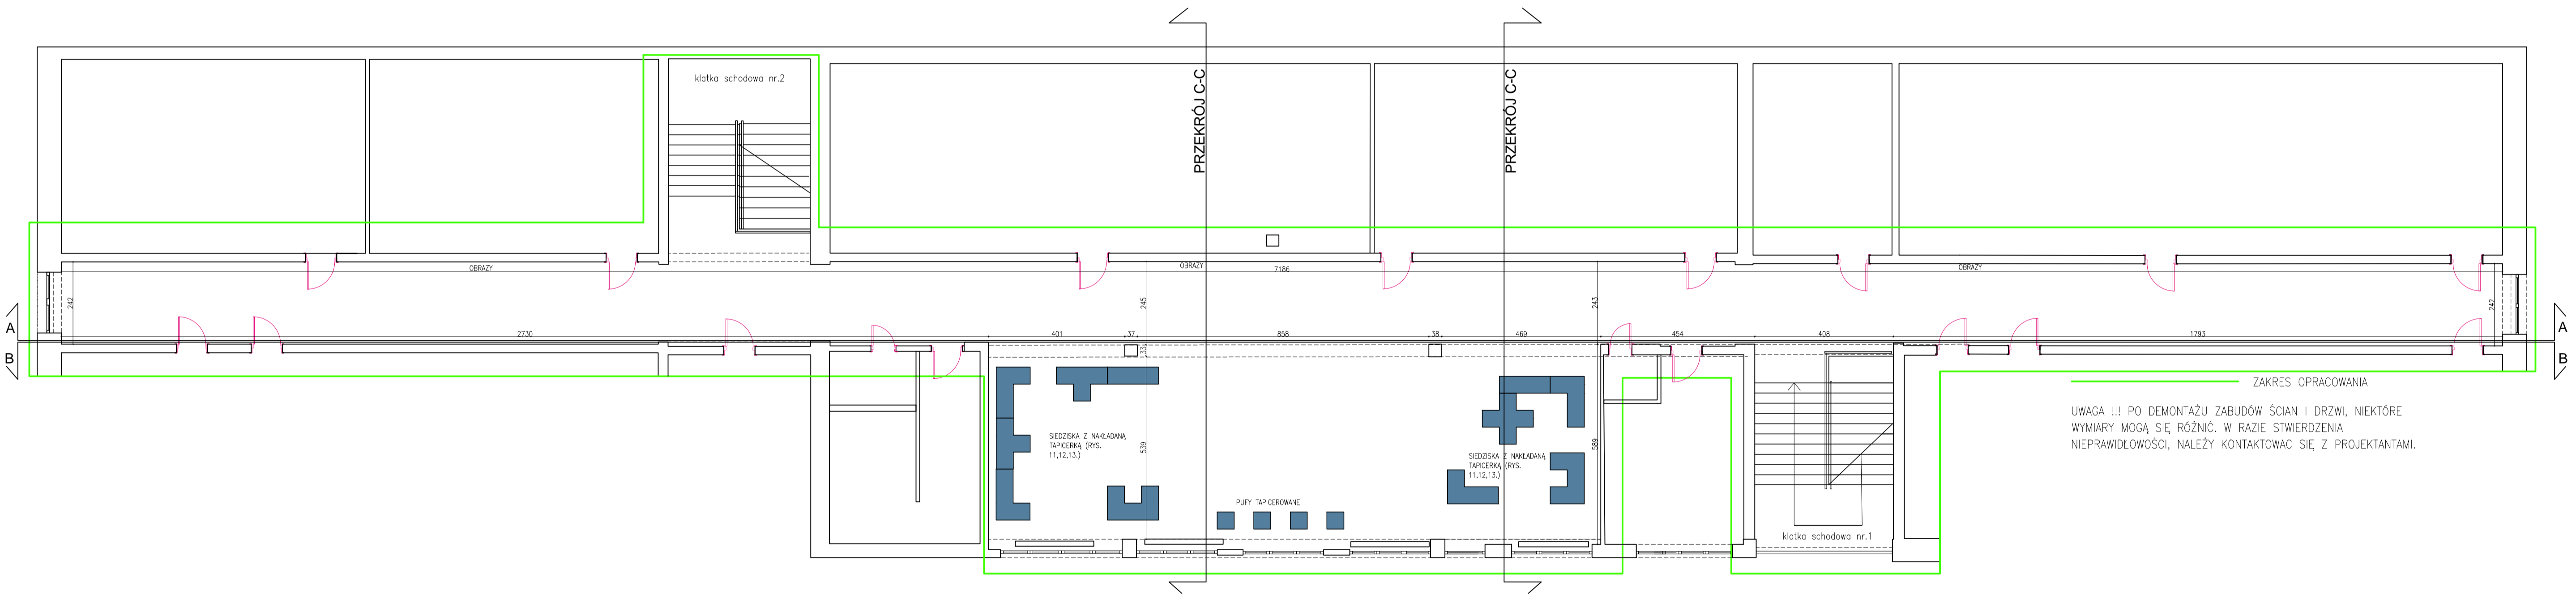 klatka schodowa nr.2
PRZEKRÓJ C-C
PRZEKRÓJ C-C
OBRAZY
OBRAZY
7186
OBRAZY
242
245
243
242
A
A
2730
401
37
858
38
469
454
408
1793
B
B
33
ZAKRES OPRACOWANIA
UWAGA !!! PO DEMONTAŻU ZABUDÓW ŚCIAN I DRZWI, NIEKTÓRE
WYMIARY MOGĄ SIĘ RÓŻNIĆ. W RAZIE STWIERDZENIA
NIEPRAWIDŁOWOŚCI, NALEŻY KONTAKTOWAC SIĘ Z PROJEKTANTAMI.
SIEDZISKA Z NAKŁADANĄ
TAPICERKĄ (RYS.
11,12,13.)
539
589
SIEDZISKA Z NAKŁADANĄ
TAPICERKĄ (RYS.
11,12,13.)
PUFY TAPICEROWANE
klatka schodowa nr.1